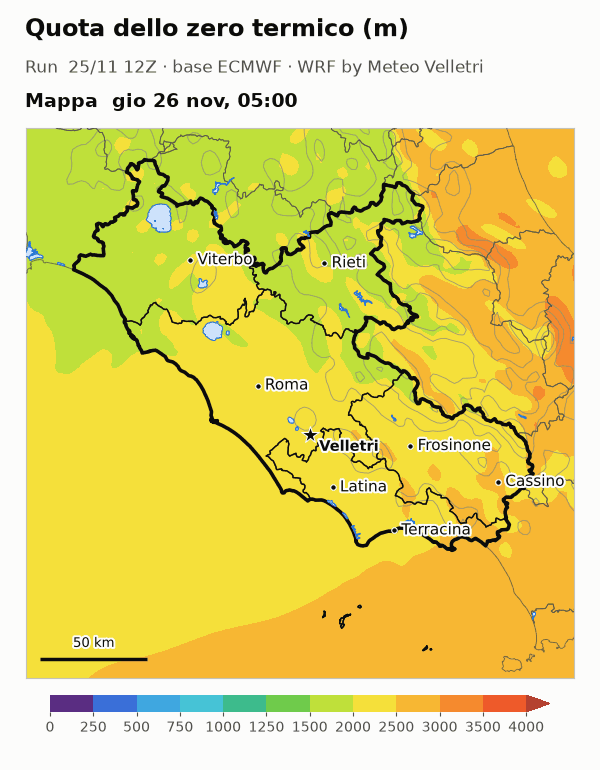 Quota dello zero termico (m)
Run 25/11 12Z · base ECMWF · WRF by Meteo Velletri
Mappa gio 26 nov, 05:00
Viterbo
Rieti
Roma
Velletri
Frosinone
Latina
Cassino
Terracina
50 km
0 250 500 750 1000 1250 1500 2000 2500 3000 3500 4000